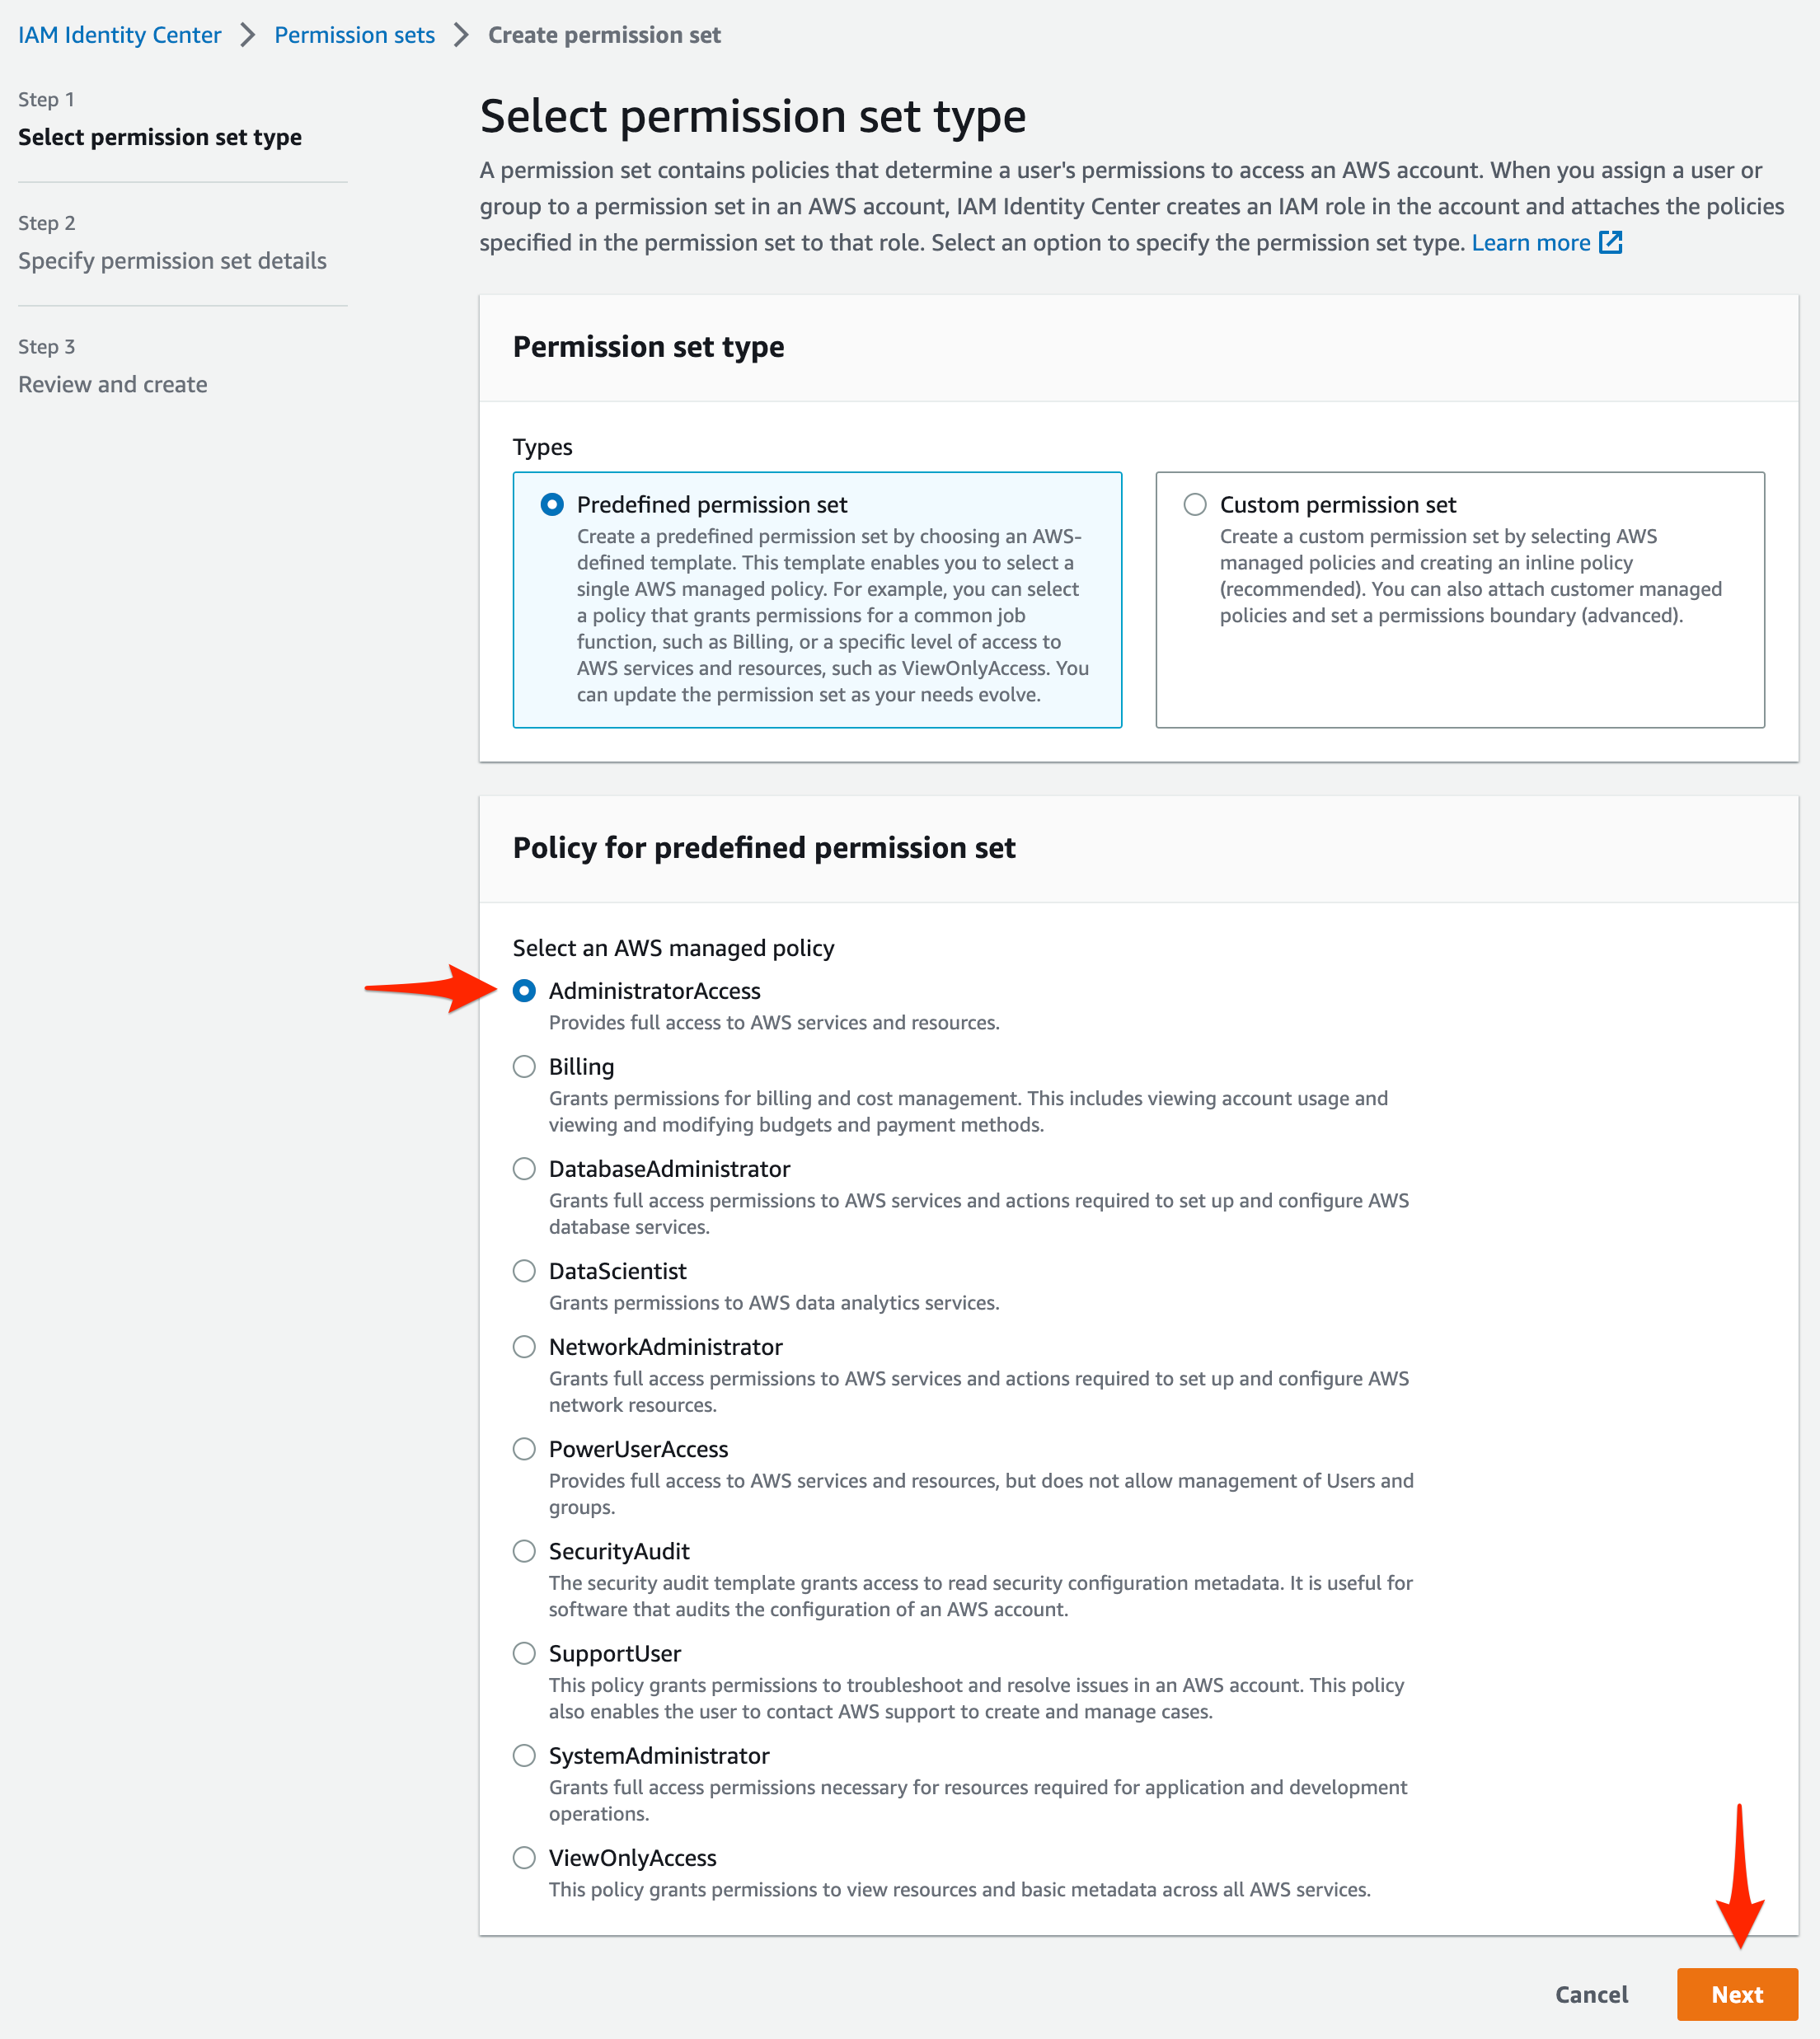 IAM Identity Center > Permission sets > Create permission set
Step 1
Select permission set type
Step 2
Specify permission set details
Step 3
Review and create
Select permission set type
A permission set contains policies that determine a user's permissions to access an AWS account. When you assign a user or
group to a permission set in an AWS account, IAM Identity Center creates an IAM role in the account and attaches the policies
specified in the permission set to that role. Select an option to specify the permission set type. Learn more
Permission set type
Types
Predefined permission set
Create a predefined permission set by choosing an AWS-
defined template. This template enables you to select a
single AWS managed policy. For example, you can select
a policy that grants permissions for a common job
function, such as Billing, or a specific level of access to
AWS services and resources, such as ViewOnlyAccess. You
can update the permission set as your needs evolve.
Custom permission set
Create a custom permission set by selecting AWS
managed policies and creating an inline policy
(recommended). You can also attach customer managed
policies and set a permissions boundary (advanced).
Policy for predefined permission set
Select an AWS managed policy
AdministratorAccess
Provides full access to AWS services and resources.
Billing
Grants permissions for billing and cost management. This includes viewing account usage and
viewing and modifying budgets and payment methods.
DatabaseAdministrator
Grants full access permissions to AWS services and actions required to set up and configure AWS
database services.
DataScientist
Grants permissions to AWS data analytics services.
NetworkAdministrator
Grants full access permissions to AWS services and actions required to set up and configure AWS
network resources.
PowerUserAccess
Provides full access to AWS services and resources, but does not allow management of Users and
groups.
SecurityAudit
The security audit template grants access to read security configuration metadata. It is useful for
software that audits the configuration of an AWS account.
SupportUser
This policy grants permissions to troubleshoot and resolve issues in an AWS account. This policy
also enables the user to contact AWS support to create and manage cases.
SystemAdministrator
Grants full access permissions necessary for resources required for application and development
operations.
ViewOnlyAccess
This policy grants permissions to view resources and basic metadata across all AWS services.
Cancel
Next